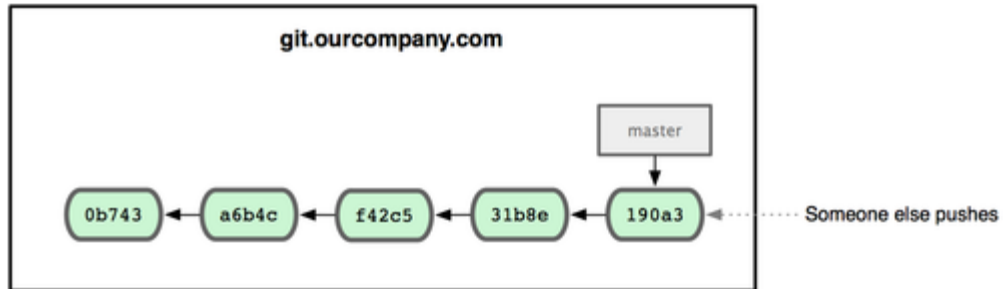 git.ourcompany.com
master
0b743 a6b4c f42c5 31b8e 190a3 Someone else pushes